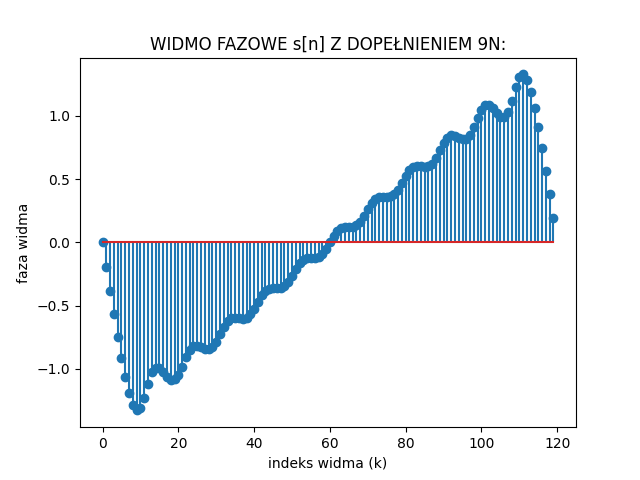 WIDMO FAZOWE s[n] Z DOPEŁNIENIEM 9N:
1.0
0.5
0.0
−0.5
−1.0
faza widma
0 20 40 60 80 100 120
indeks widma (k)